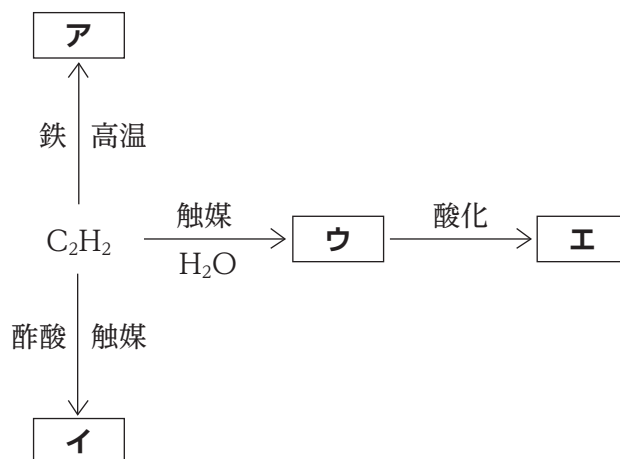 ア
鉄 高温
触媒 酸化
C₂H₂ ウ エ
H₂O
酢酸 触媒
イ